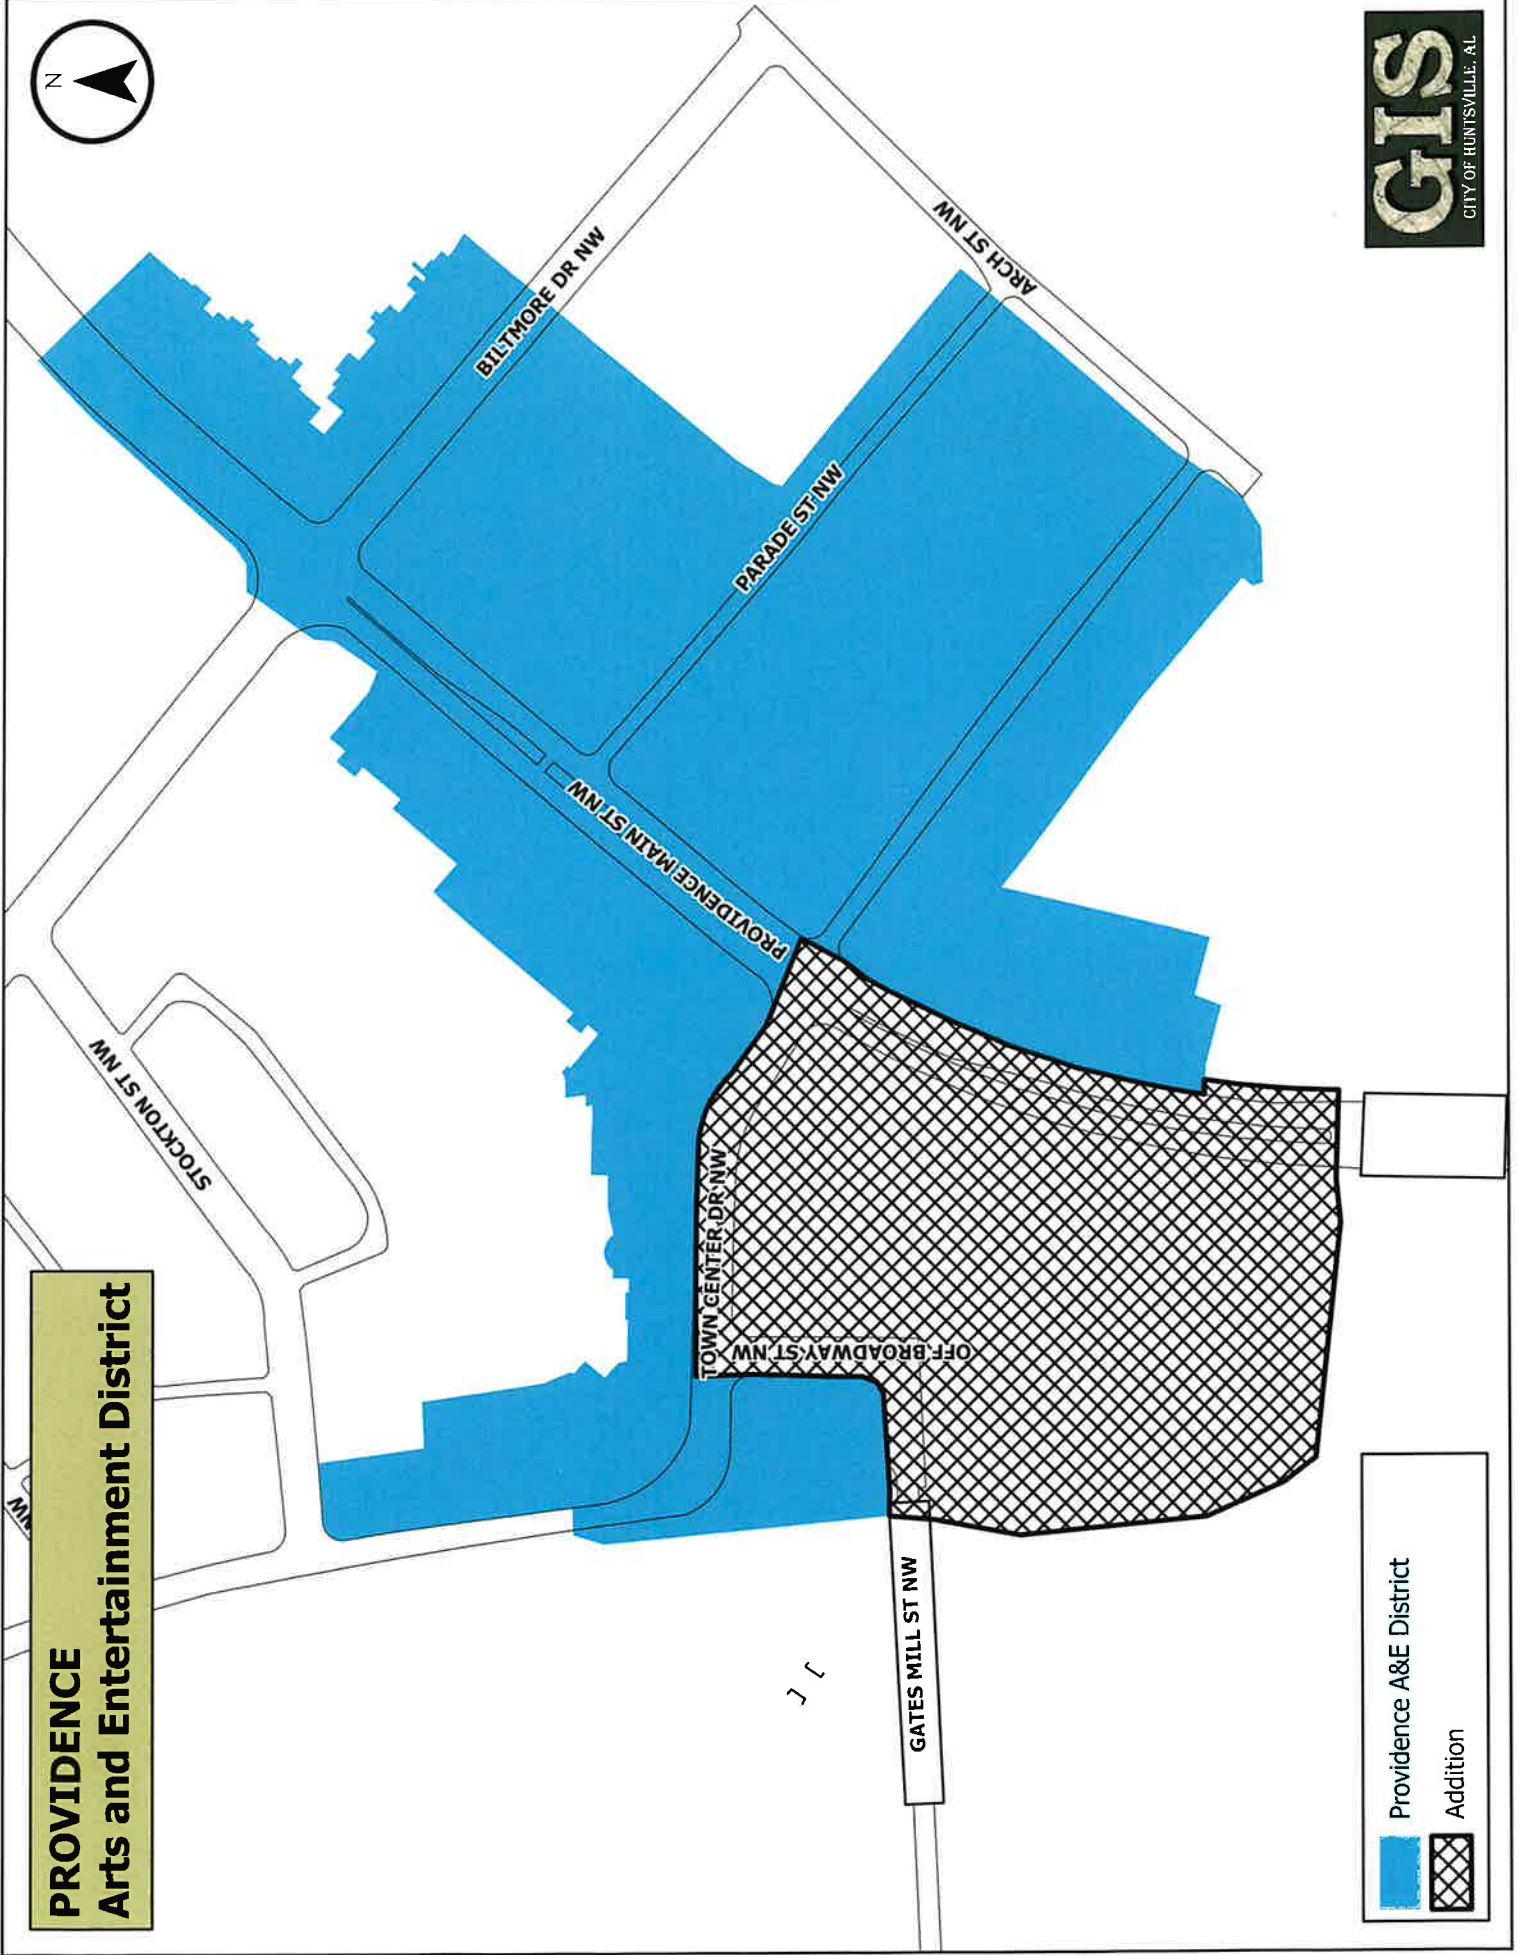 PROVIDENCE
Arts and Entertainment District
N
NW
STOCKTON ST NW
BILTMORE DR NW
ARCH ST NW
PARADE ST NW
PROVIDENCE MAIN ST NW
TOWN CENTER DR NW
OFF BROADWAY ST NW
GATES MILL ST NW
Providence A&E District
Addition
GIS
CITY OF HUNTSVILLE, AL